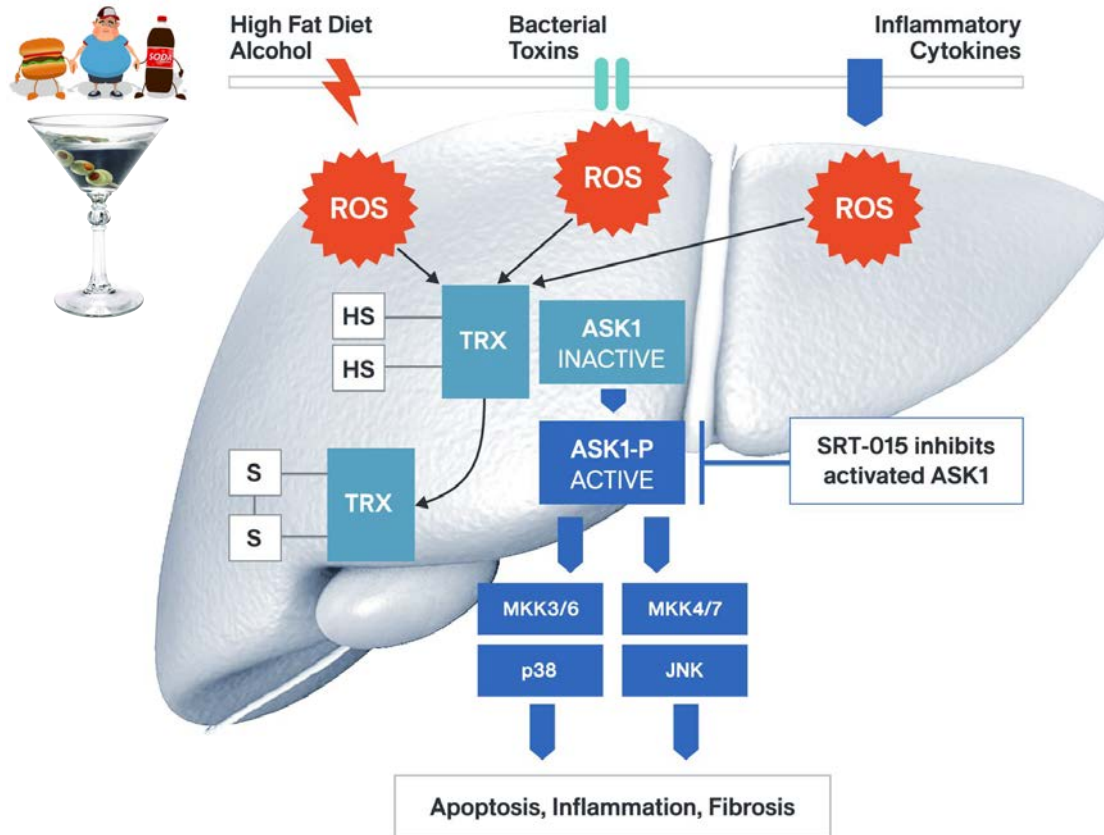 High Fat Diet
Alcohol
Bacterial
Toxins
Inflammatory
Cytokines
SODA
ROS
ROS
ROS
HS
HS
TRX
ASK1
INACTIVE
ASK1-P
ACTIVE
SRT-015 inhibits
activated ASK1
S
S
TRX
MKK3/6
MKK4/7
p38
JNK
Apoptosis, Inflammation, Fibrosis